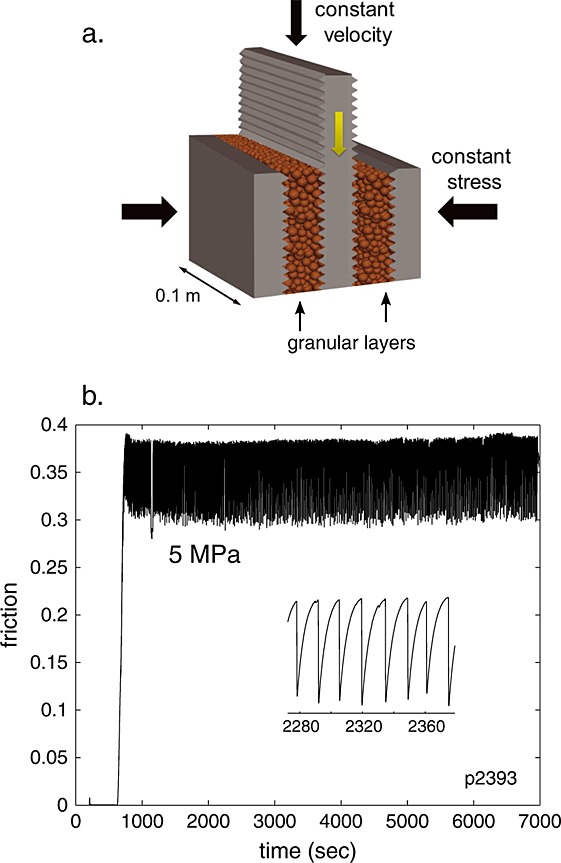 a.
constant
velocity
constant
stress
0.1 m
granular layers
b.
0.4
0.35
0.3
0.25
0.2
0.15
0.1
0.05
0
friction
5 MPa
2280 2320 2360
p2393
0 1000 2000 3000 4000 5000 6000 7000
time (sec)